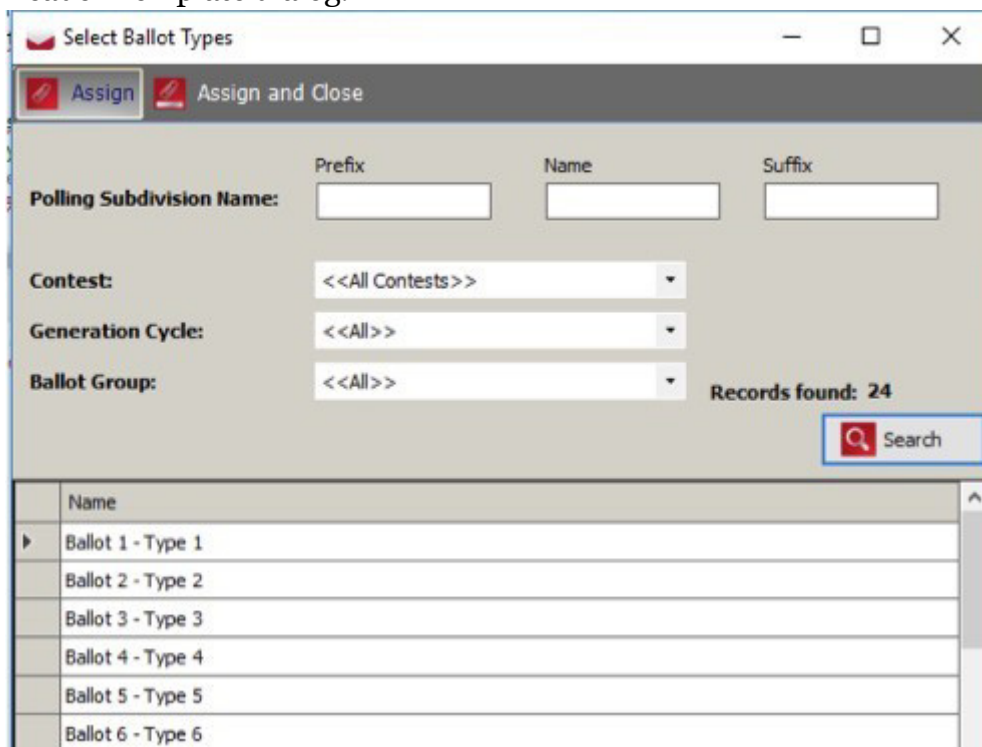 Select Ballot Types
Assign Assign and Close
Prefix Name Suffix
Polling Subdivision Name:
Contest: <<All Contests>>
Generation Cycle: <<All>>
Ballot Group: <<All>>
Records found: 24
Search
Name
Ballot 1 - Type 1
Ballot 2 - Type 2
Ballot 3 - Type 3
Ballot 4 - Type 4
Ballot 5 - Type 5
Ballot 6 - Type 6